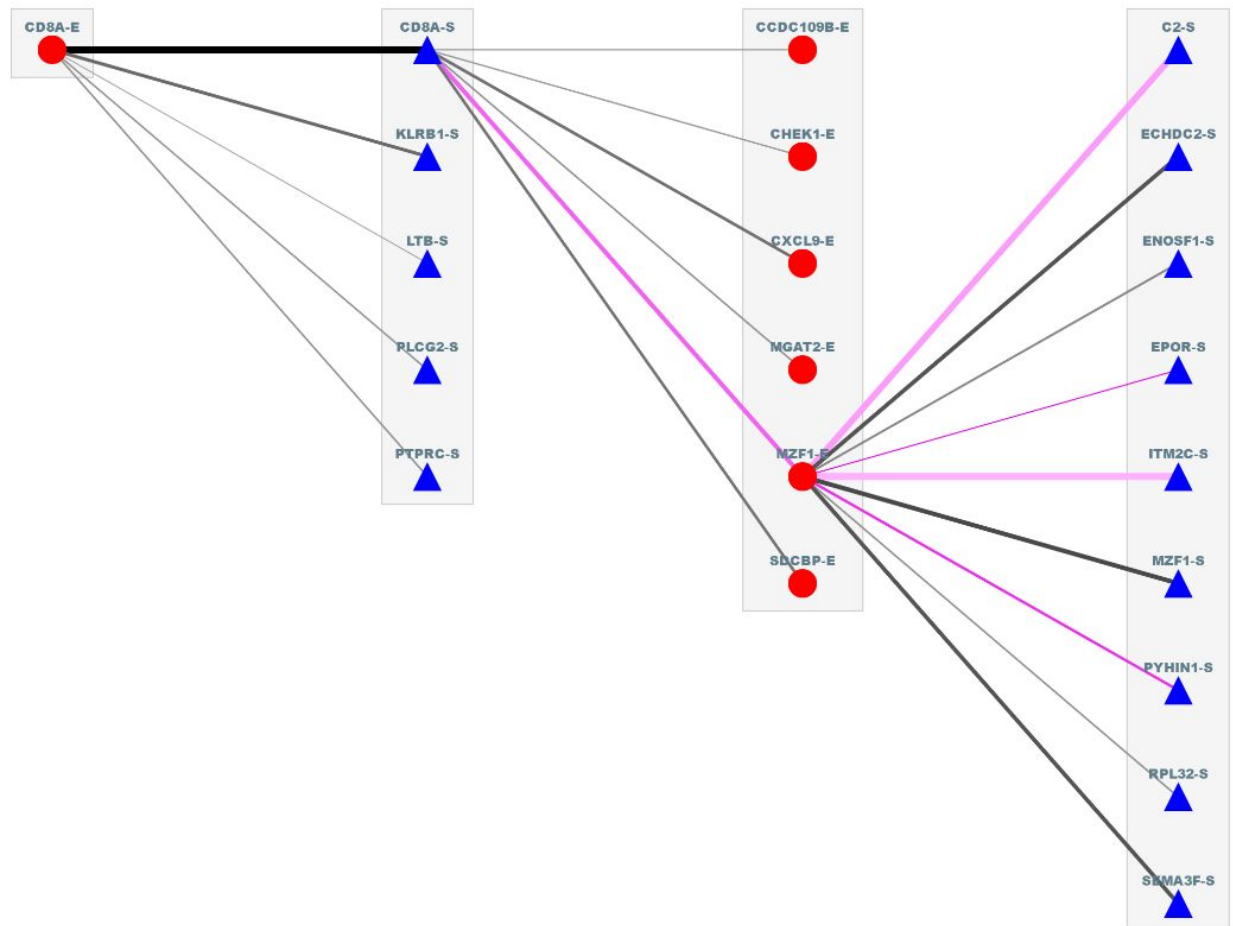 CD8A-E
CD8A-S
KLRB1-S
LTB-S
PLCG2-S
PTPRC-S
CCDC109B-E
CHEK1-E
CXCL9-E
MGAT2-E
MZF1-E
SDCBP-E
C2-S
ECHDC2-S
ENOSF1-S
EPOR-S
ITM2C-S
MZF1-S
PYHIN1-S
RPL32-S
SEMA3F-S